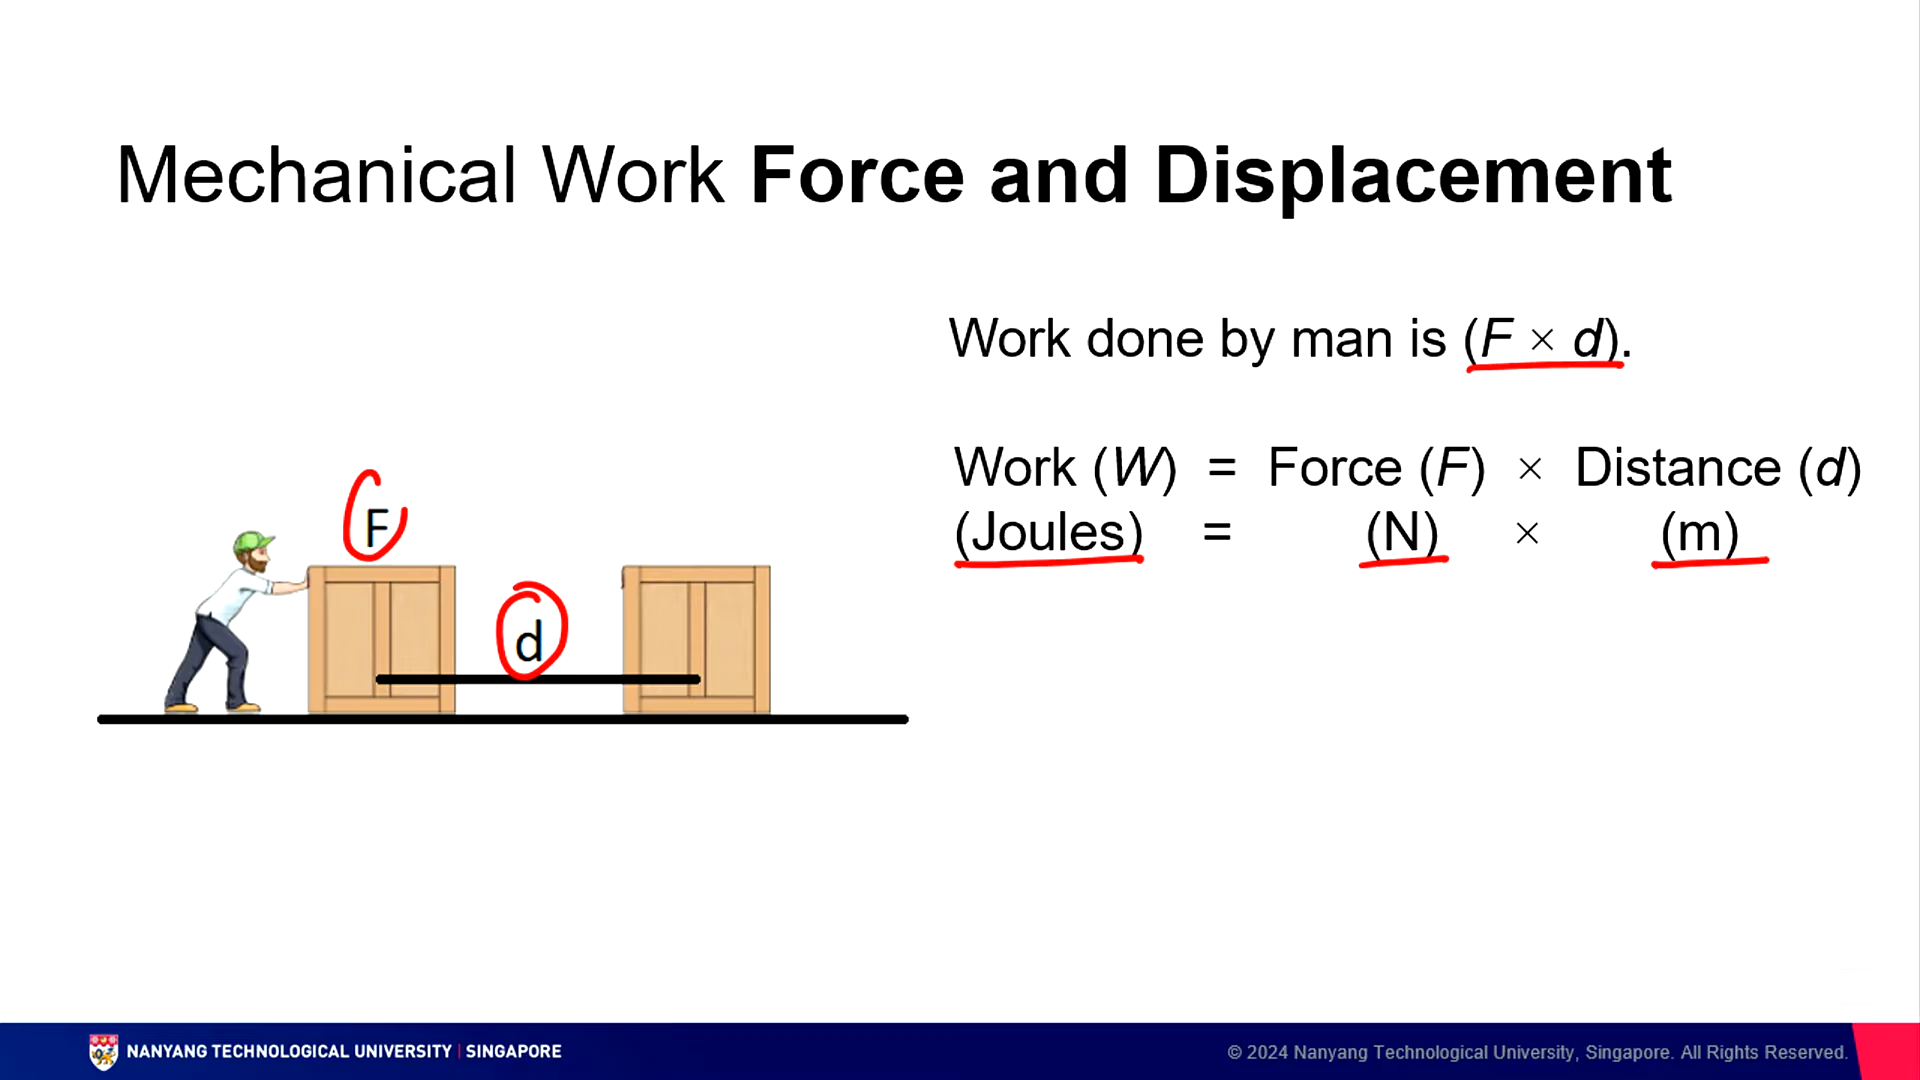 Mechanical Work Force and Displacement
Work done by man is (F × d).
Work (W) = Force (F) × Distance (d)
(Joules) = (N) × (m)
F
d
NANYANG TECHNOLOGICAL UNIVERSITY | SINGAPORE
© 2024 Nanyang Technological University, Singapore. All Rights Reserved.